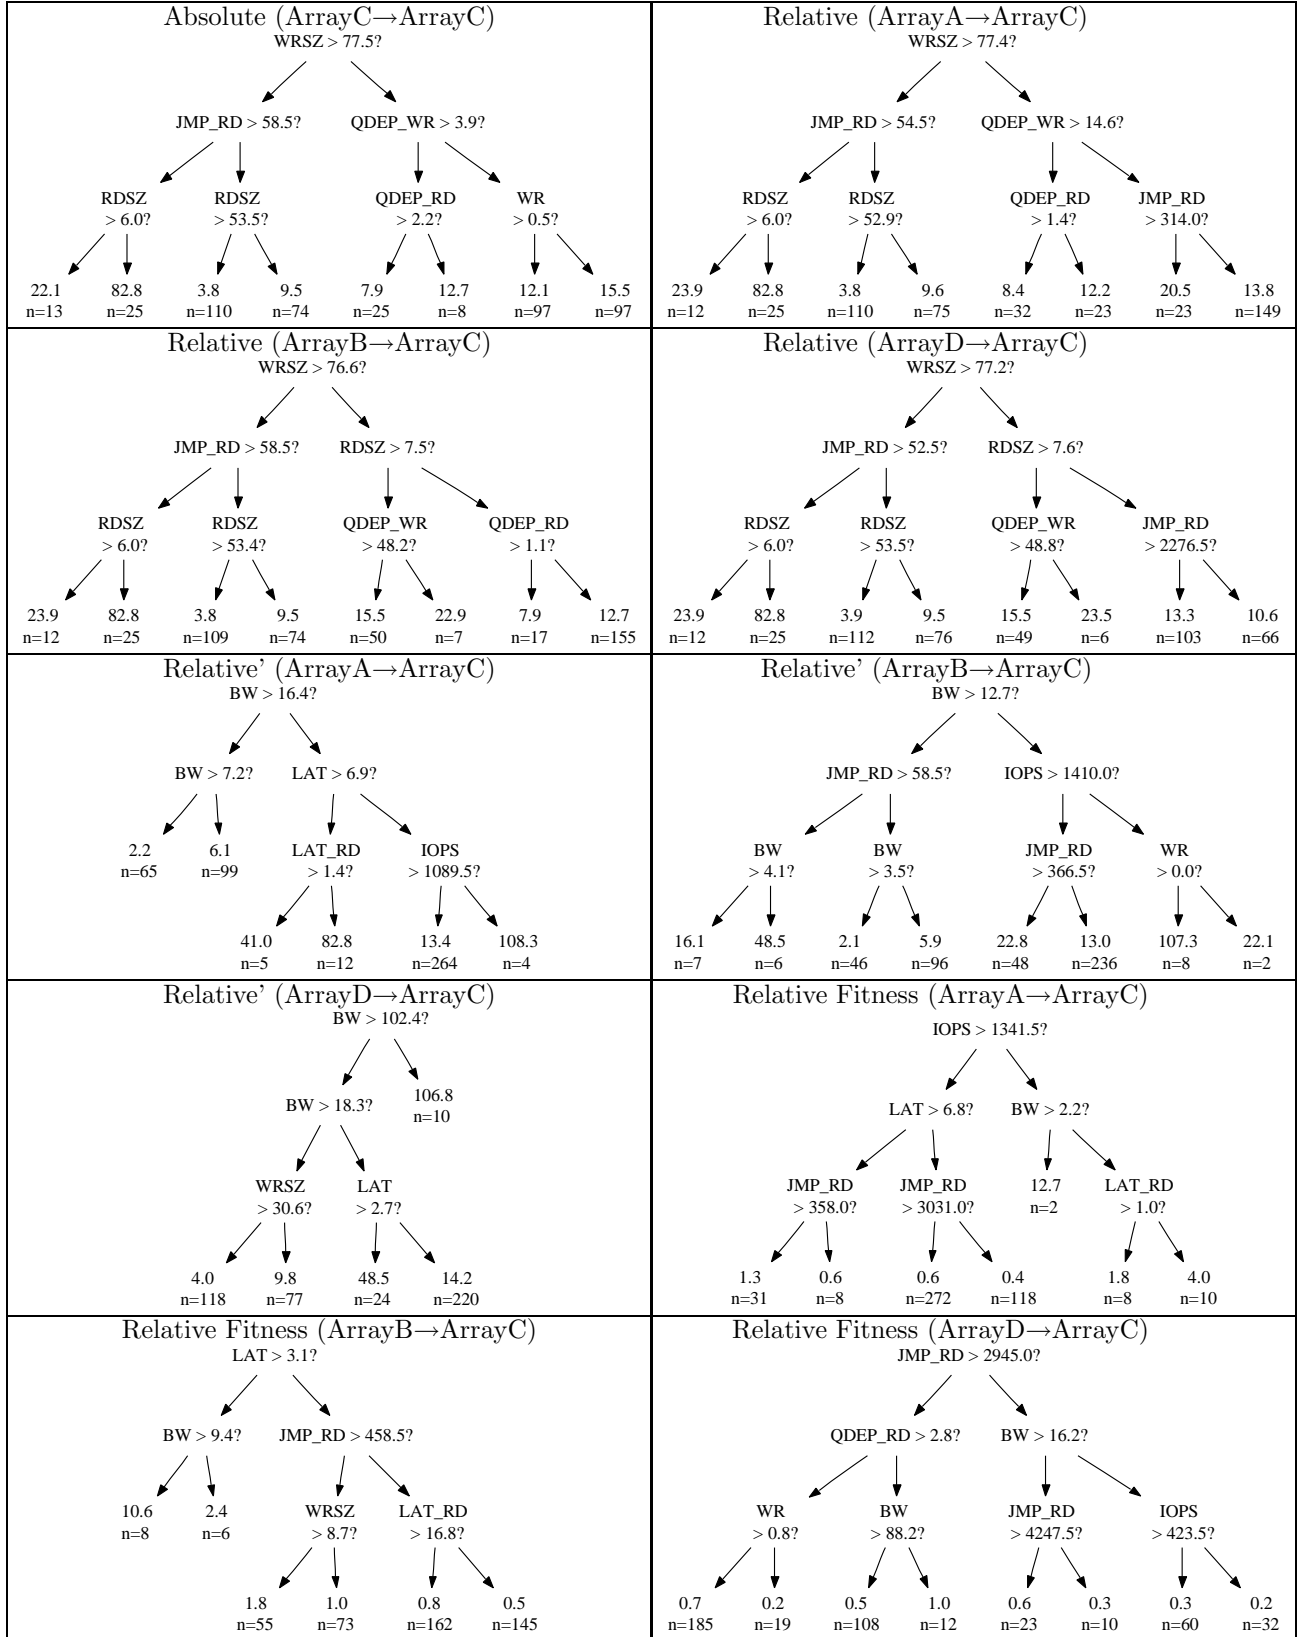 Absolute (ArrayC→ArrayC)
WRSZ > 77.5?
JMP_RD > 58.5? QDEP_WR > 3.9?
RDSZ RDSZ QDEP_RD WR
> 6.0? > 53.5? > 2.2? > 0.5?
22.1 82.8 3.8 9.5 7.9 12.7 12.1 15.5
n=13 n=25 n=110 n=74 n=25 n=8 n=97 n=97
Relative (ArrayA→ArrayC)
WRSZ > 77.4?
JMP_RD > 54.5? QDEP_WR > 14.6?
RDSZ RDSZ QDEP_RD JMP_RD
> 6.0? > 52.9? > 1.4? > 314.0?
23.9 82.8 3.8 9.6 8.4 12.2 20.5 13.8
n=12 n=25 n=110 n=75 n=32 n=23 n=23 n=149
Relative (ArrayB→ArrayC)
WRSZ > 76.6?
JMP_RD > 58.5? RDSZ > 7.5?
RDSZ RDSZ QDEP_WR QDEP_RD
> 6.0? > 53.4? > 48.2? > 1.1?
23.9 82.8 3.8 9.5 15.5 22.9 7.9 12.7
n=12 n=25 n=109 n=74 n=50 n=7 n=17 n=155
Relative (ArrayD→ArrayC)
WRSZ > 77.2?
JMP_RD > 52.5? RDSZ > 7.6?
RDSZ RDSZ QDEP_WR JMP_RD
> 6.0? > 53.5? > 48.8? > 2276.5?
23.9 82.8 3.9 9.5 15.5 23.5 13.3 10.6
n=12 n=25 n=112 n=76 n=49 n=6 n=103 n=66
Relative' (ArrayA→ArrayC)
BW > 16.4?
BW > 7.2? LAT > 6.9?
2.2 6.1 LAT_RD IOPS
n=65 n=99 > 1.4? > 1089.5?
41.0 82.8 13.4 108.3
n=5 n=12 n=264 n=4
Relative' (ArrayB→ArrayC)
BW > 12.7?
JMP_RD > 58.5? IOPS > 1410.0?
BW BW JMP_RD WR
> 4.1? > 3.5? > 366.5? > 0.0?
16.1 48.5 2.1 5.9 22.8 13.0 107.3 22.1
n=7 n=6 n=46 n=96 n=48 n=236 n=8 n=2
Relative' (ArrayD→ArrayC)
BW > 102.4?
BW > 18.3? 106.8
n=10
WRSZ LAT
> 30.6? > 2.7?
4.0 9.8 48.5 14.2
n=118 n=77 n=24 n=220
Relative Fitness (ArrayA→ArrayC)
IOPS > 1341.5?
LAT > 6.8? BW > 2.2?
JMP_RD JMP_RD 12.7 LAT_RD
> 358.0? > 3031.0? n=2 > 1.0?
1.3 0.6 0.6 0.4 1.8 4.0
n=31 n=8 n=272 n=118 n=8 n=10
Relative Fitness (ArrayB→ArrayC)
LAT > 3.1?
BW > 9.4? JMP_RD > 458.5?
10.6 2.4 WRSZ LAT_RD
n=8 n=6 > 8.7? > 16.8?
1.8 1.0 0.8 0.5
n=55 n=73 n=162 n=145
Relative Fitness (ArrayD→ArrayC)
JMP_RD > 2945.0?
QDEP_RD > 2.8? BW > 16.2?
WR BW JMP_RD IOPS
> 0.8? > 88.2? > 4247.5? > 423.5?
0.7 0.2 0.5 1.0 0.6 0.3 0.3 0.2
n=185 n=19 n=108 n=12 n=23 n=10 n=60 n=32